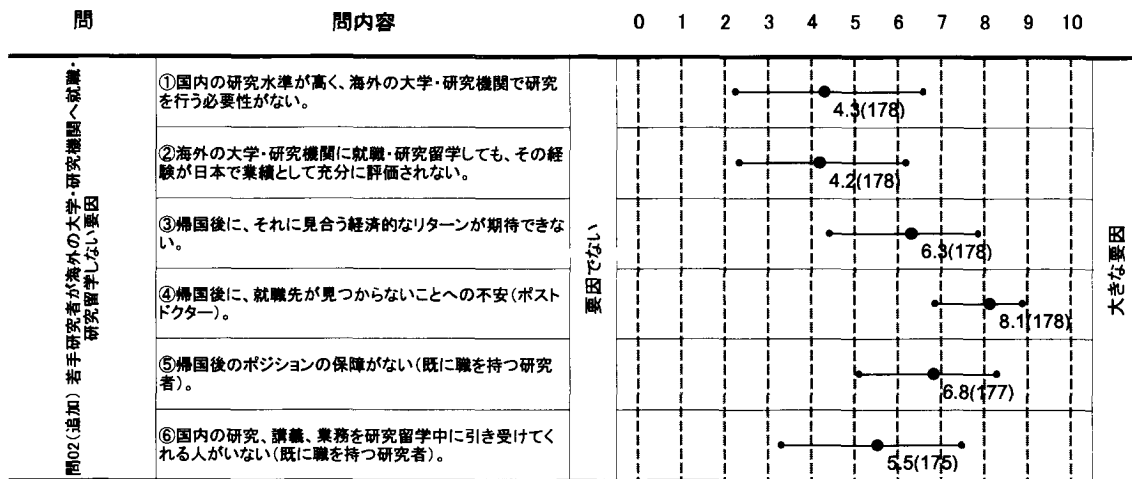 問 問内容 0 1 2 3 4 5 6 7 8 9 10
問02(追加) 若手研究者が海外の大学・研究機関へ就職・
研究留学しない要因
①国内の研究水準が高く、海外の大学・研究機関で研究
を行う必要性がない。
②海外の大学・研究機関に就職・研究留学しても、その経
験が日本で業績として充分に評価されない。
③帰国後に、それに見合う経済的なリターンが期待できな
い。
④帰国後に、就職先が見つからないことへの不安(ポスト
ドクター)。
⑤帰国後のポジションの保障がない(既に職を持つ研究
者)。
⑥国内の研究、講義、業務を研究留学中に引き受けてく
れる人がいない(既に職を持つ研究者)。
要因でない
4.3(178)
4.2(178)
6.3(178)
8.1(178)
6.8(177)
5.5(175)
大きな要因